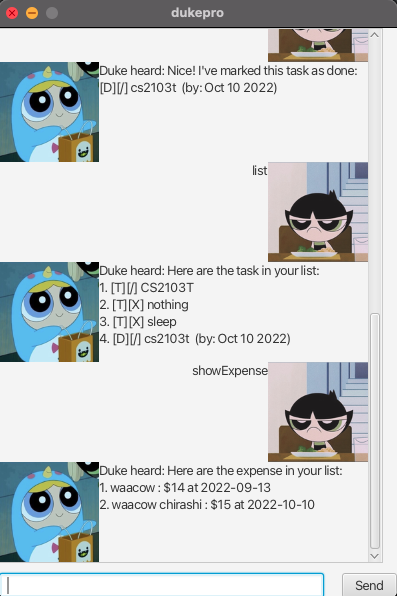 dukepro
Duke heard: Nice! I've marked this task as done:
[D][/] cs2103t (by: Oct 10 2022)
list
Duke heard: Here are the task in your list:
1. [T][/] CS2103T
2. [T][X] nothing
3. [T][X] sleep
4. [D][/] cs2103t (by: Oct 10 2022)
showExpense
Duke heard: Here are the expense in your list:
1. waacow : $14 at 2022-09-13
2. waacow chirashi : $15 at 2022-10-10
Send